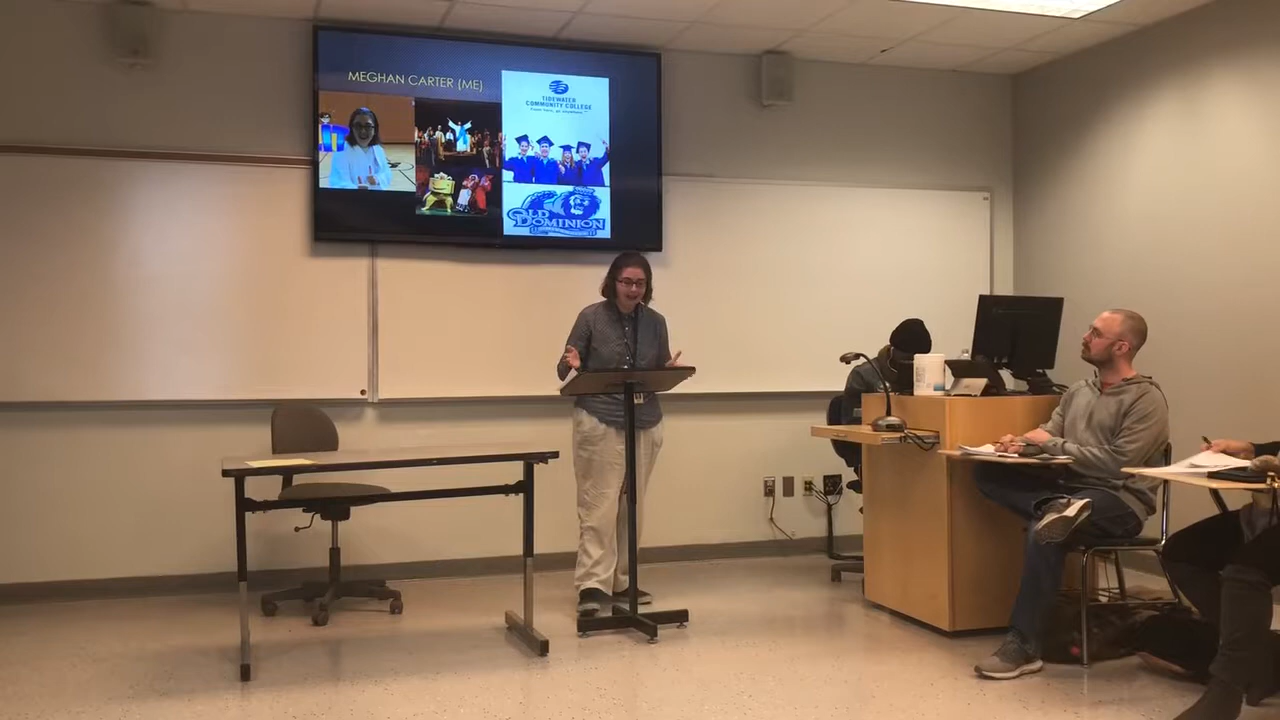 MEGHAN CARTER (ME)
TIDEWATER
COMMUNITY COLLEGE
OLD
DOMINION